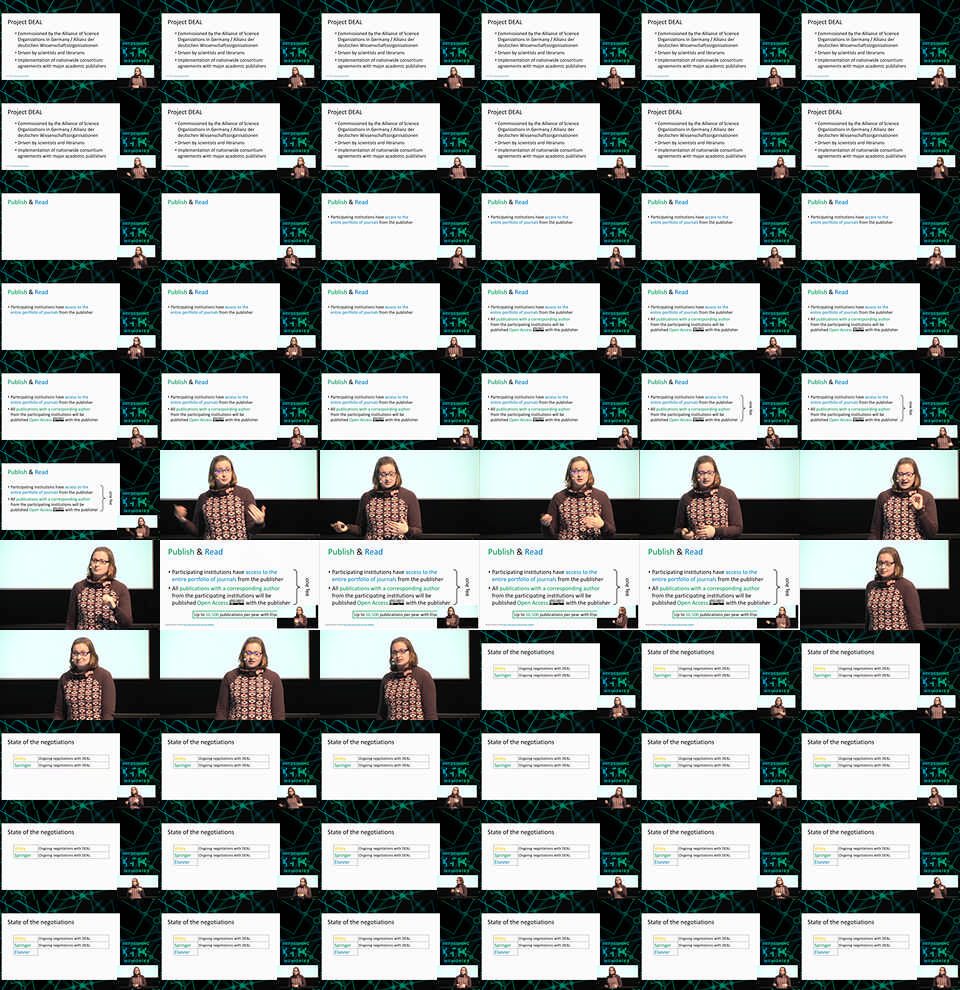 Project DEAL
• Commissioned by the Alliance of Science
Organizations in Germany / Allianz der
deutschen Wissenschaftsorganisationen
• Driven by scientists and librarians
• Implementation of nationwide consortium
agreements with major academic publishers
REFRESHING
MEMORIES
Publish & Read
• Participating institutions have access to the
entire portfolio of journals from the publisher
• All publications with a corresponding author
from the participating institutions will be
published Open Access with the publisher
one fee
Up to 10,500 publications per year with Elsevier
State of the negotiations
Wiley Ongoing negotiations with DEAL
Springer Ongoing negotiations with DEAL
Elsevier